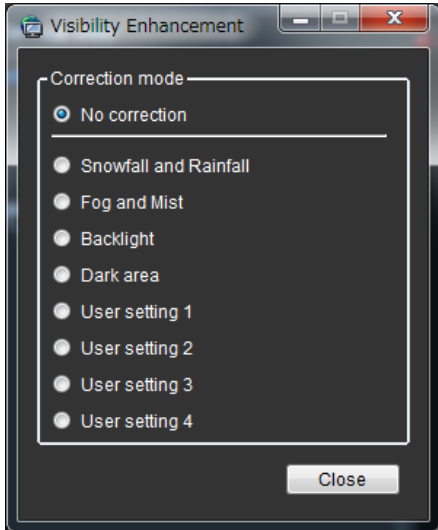 Visibility Enhancement
Correction mode
No correction
Snowfall and Rainfall
Fog and Mist
Backlight
Dark area
User setting 1
User setting 2
User setting 3
User setting 4
Close